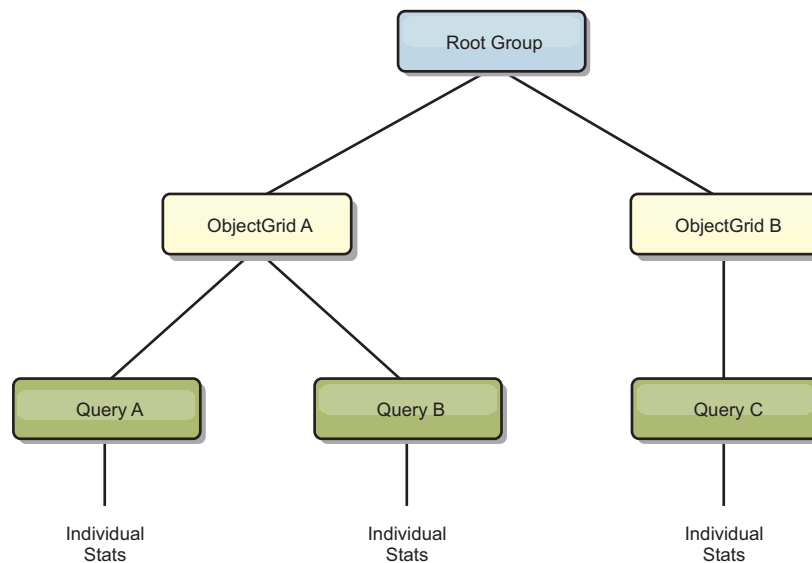 Root Group
ObjectGrid A
ObjectGrid B
Query A
Query B
Query C
Individual
Stats
Individual
Stats
Individual
Stats